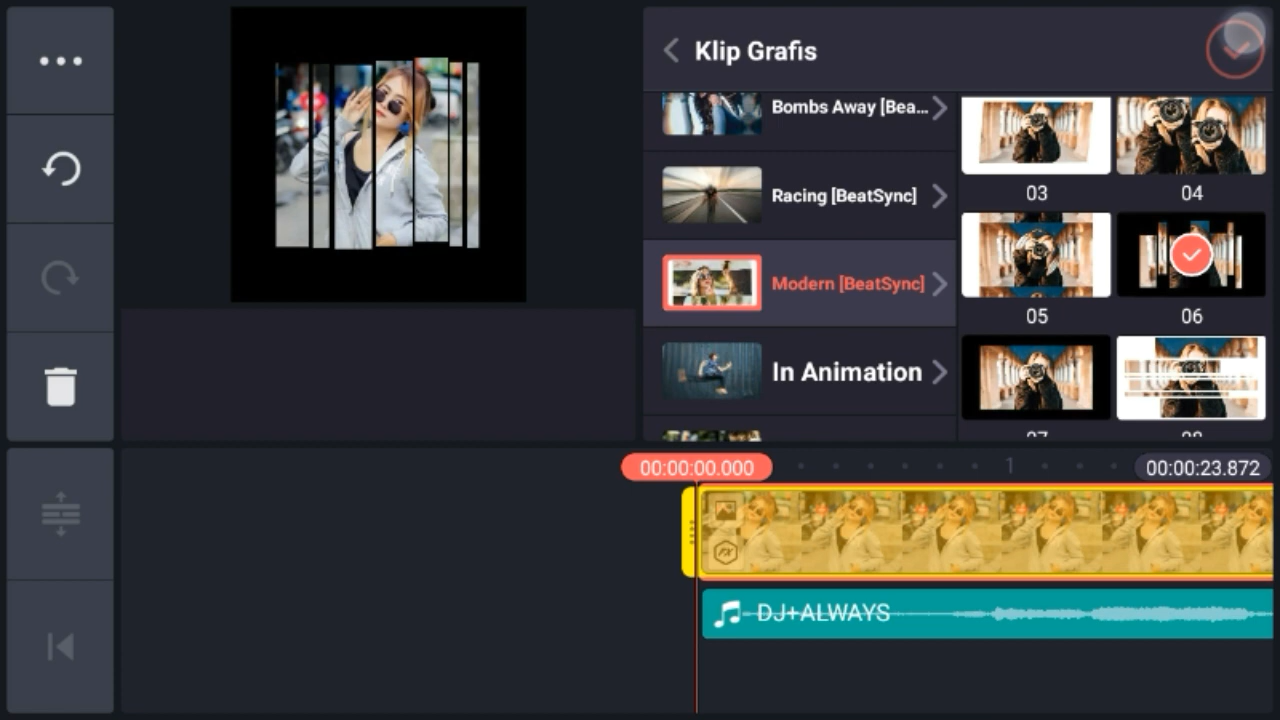 Klip Grafis
Bombs Away [Bea...
03
04
Racing [BeatSync]
Modern [BeatSync]
05
06
In Animation
00:00:00.000
1
00:00:23.872
FX
DJ+ALWAYS